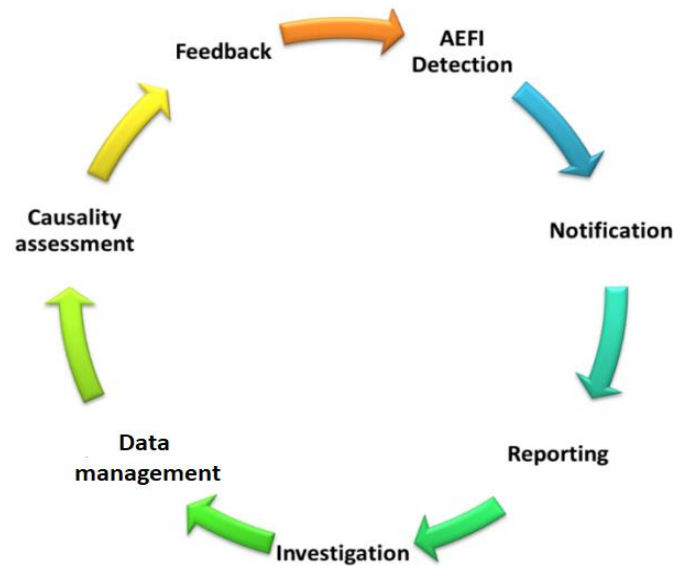 Feedback
AEFI
Detection
Notification
Reporting
Investigation
Data
management
Causality
assessment